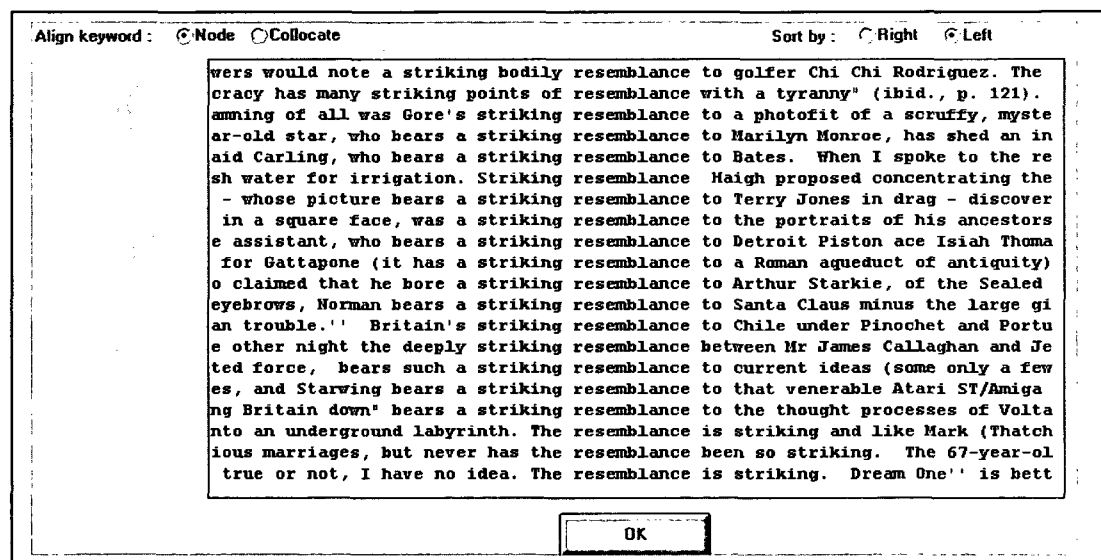 Align keyword : Node Collocate Sort by : Right Left
wers would note a striking bodily resemblance to golfer Chi Chi Rodriguez. The
cracy has many striking points of resemblance with a tyranny" (ibid., p. 121).
amning of all was Gore's striking resemblance to a photofit of a scruffy, myste
ar-old star, who bears a striking resemblance to Marilyn Monroe, has shed an in
aid Carling, who bears a striking resemblance to Bates. When I spoke to the re
sh water for irrigation. Striking resemblance Haigh proposed concentrating the
- whose picture bears a striking resemblance to Terry Jones in drag - discover
in a square face, was a striking resemblance to the portraits of his ancestors
e assistant, who bears a striking resemblance to Detroit Piston ace Isiah Thoma
for Gattapone (it has a striking resemblance to a Roman aqueduct of antiquity)
o claimed that he bore a striking resemblance to Arthur Starkie, of the Sealed
eyebrows, Norman bears a striking resemblance to Santa Claus minus the large gi
an trouble.'' Britain's striking resemblance to Chile under Pinochet and Portu
e other night the deeply striking resemblance between Mr James Callaghan and Je
ted force, bears such a striking resemblance to current ideas (some only a few
es, and Starwing bears a striking resemblance to that venerable Atari ST/Amiga
ng Britain down" bears a striking resemblance to the thought processes of Volta
nto an underground labyrinth. The resemblance is striking and like Mark (Thatch
ious marriages, but never has the resemblance been so striking. The 67-year-ol
true or not, I have no idea. The resemblance is striking. Dream One'' is bett
OK